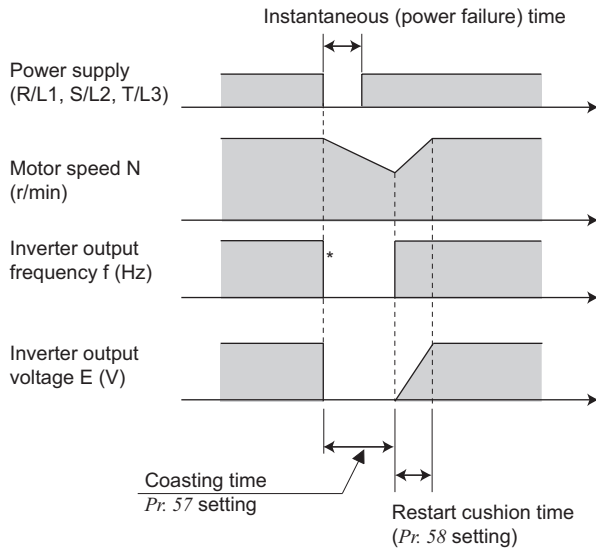 Instantaneous (power failure) time
Power supply
(R/L1, S/L2, T/L3)
Motor speed N
(r/min)
Inverter output
frequency f (Hz)
*
Inverter output
voltage E (V)
Coasting time
Pr. 57 setting
Restart cushion time
(Pr. 58 setting)